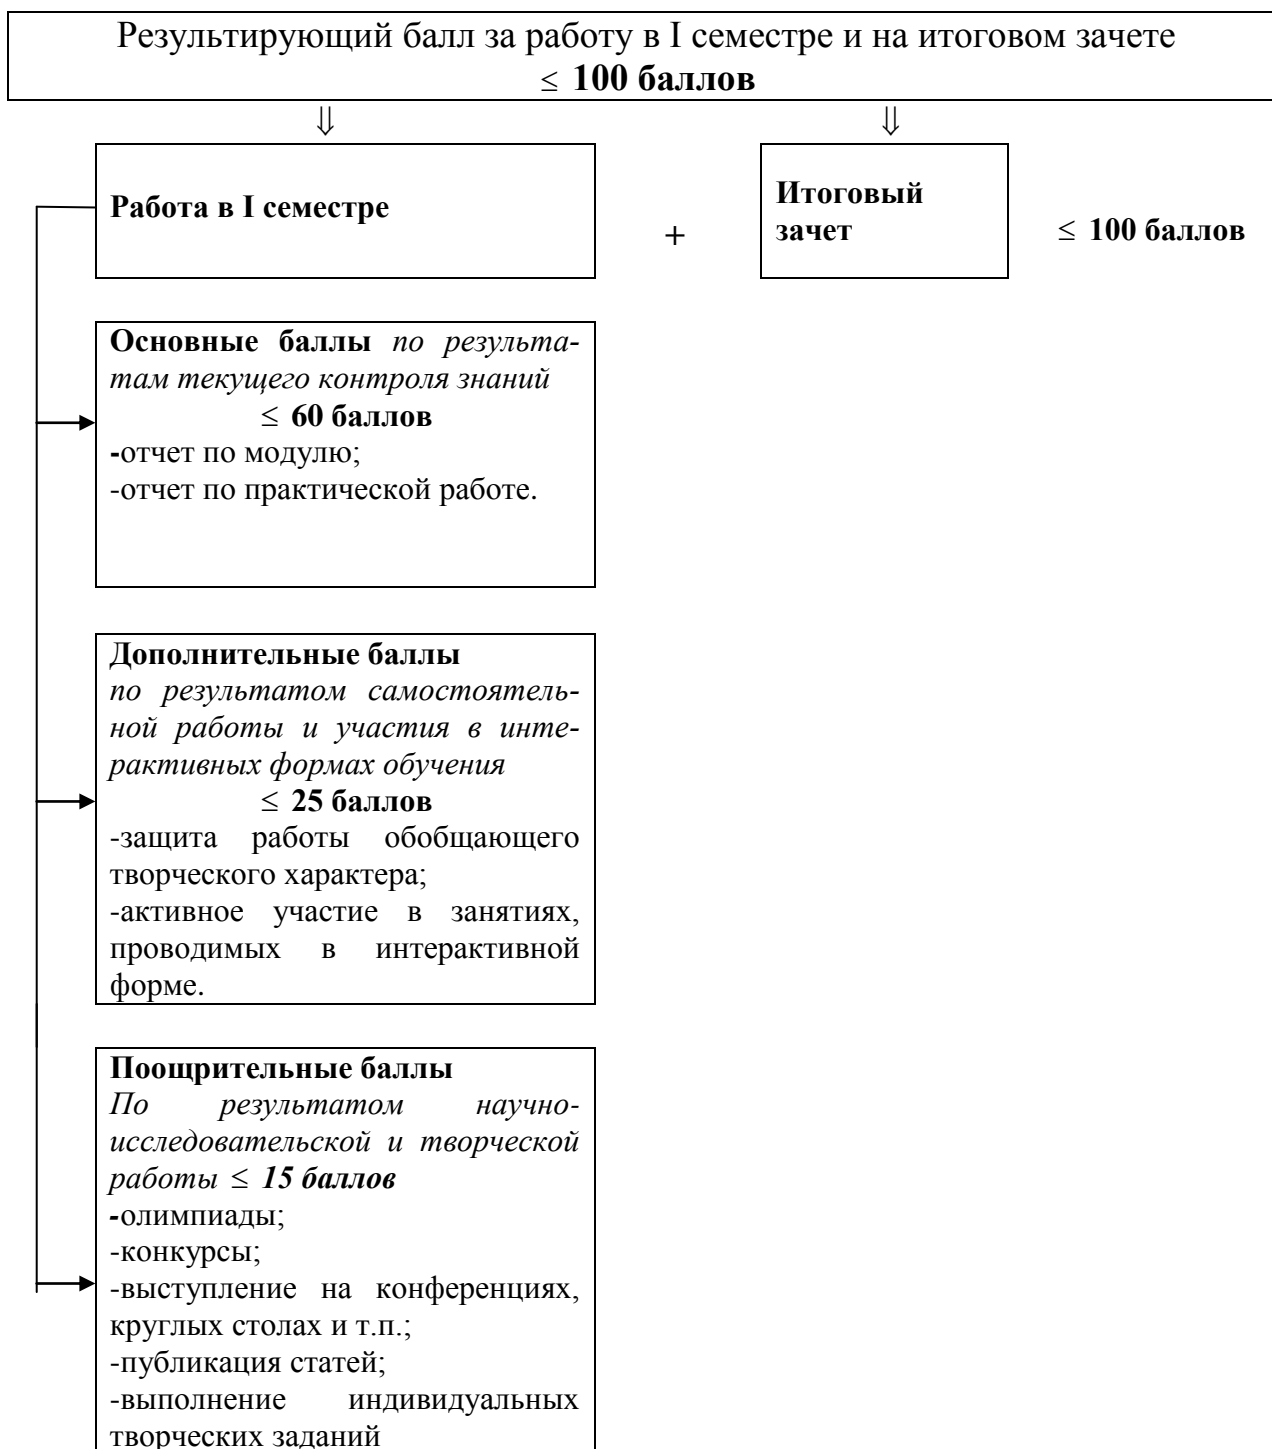 Результирующий балл за работу в I семестре и на итоговом зачете
≤ 100 баллов
⇓ ⇓
Работа в I семестре
+
Итоговый
зачет
≤ 100 баллов
Основные баллы по результа-
там текущего контроля знаний
≤ 60 баллов
-отчет по модулю;
-отчет по практической работе.
Дополнительные баллы
по результатом самостоятель-
ной работы и участия в инте-
рактивных формах обучения
≤ 25 баллов
-защита работы обобщающего
творческого характера;
-активное участие в занятиях,
проводимых в интерактивной
форме.
Поощрительные баллы
По результатом научно-
исследовательской и творческой
работы ≤ 15 баллов
-олимпиады;
-конкурсы;
-выступление на конференциях,
круглых столах и т.п.;
-публикация статей;
-выполнение индивидуальных
творческих заданий